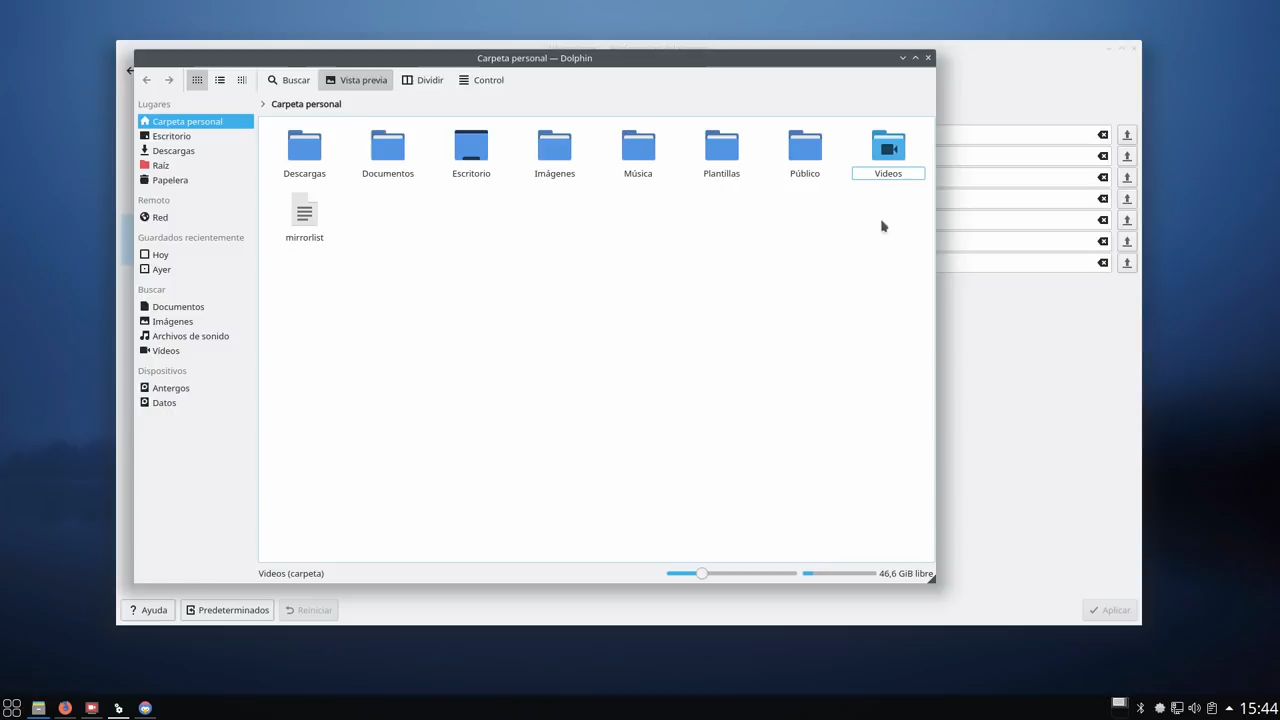 Carpeta personal — Dolphin
Buscar
Vista previa
Dividir
Control
Lugares
Carpeta personal
Escritorio
Descargas
Raíz
Papelera
Remoto
Red
Guardados recientemente
Hoy
Ayer
Buscar
Documentos
Imágenes
Archivos de sonido
Vídeos
Dispositivos
Antergos
Datos
Carpeta personal
Descargas
Documentos
Escritorio
Imágenes
Música
Plantillas
Público
Videos
mirrorlist
Videos (carpeta)
46,6 GiB libre
Ayuda
Predeterminados
Reiniciar
Aplicar
15:44